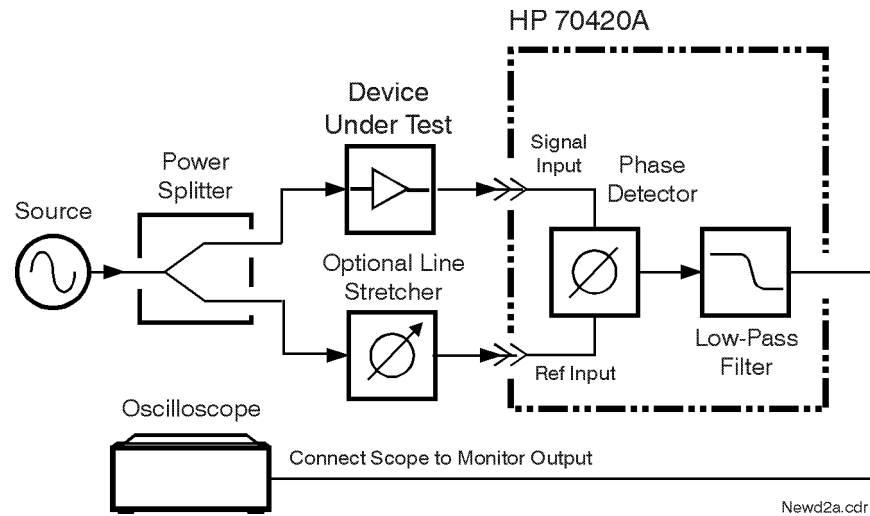 HP 70420A
Device
Under Test
Power
Splitter
Source
Signal
Input
Phase
Detector
Optional Line
Stretcher
Low-Pass
Filter
Ref Input
Oscilloscope
Connect Scope to Monitor Output
Newd2a.cdr